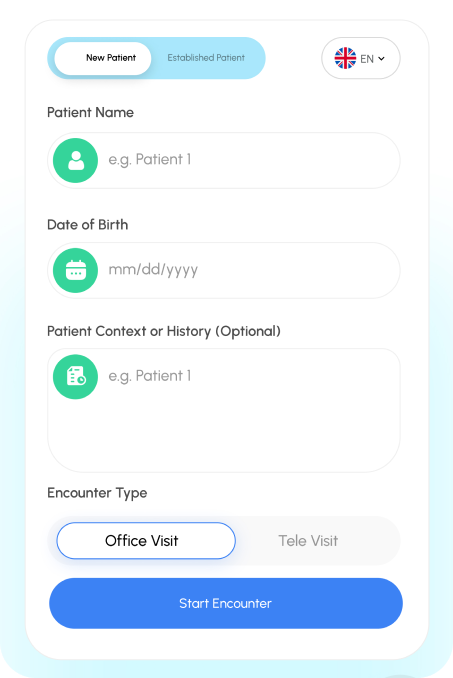 New Patient
Established Patient
EN
Patient Name
e.g. Patient 1
Date of Birth
mm/dd/yyyy
Patient Context or History (Optional)
e.g. Patient 1
Encounter Type
Office Visit
Tele Visit
Start Encounter